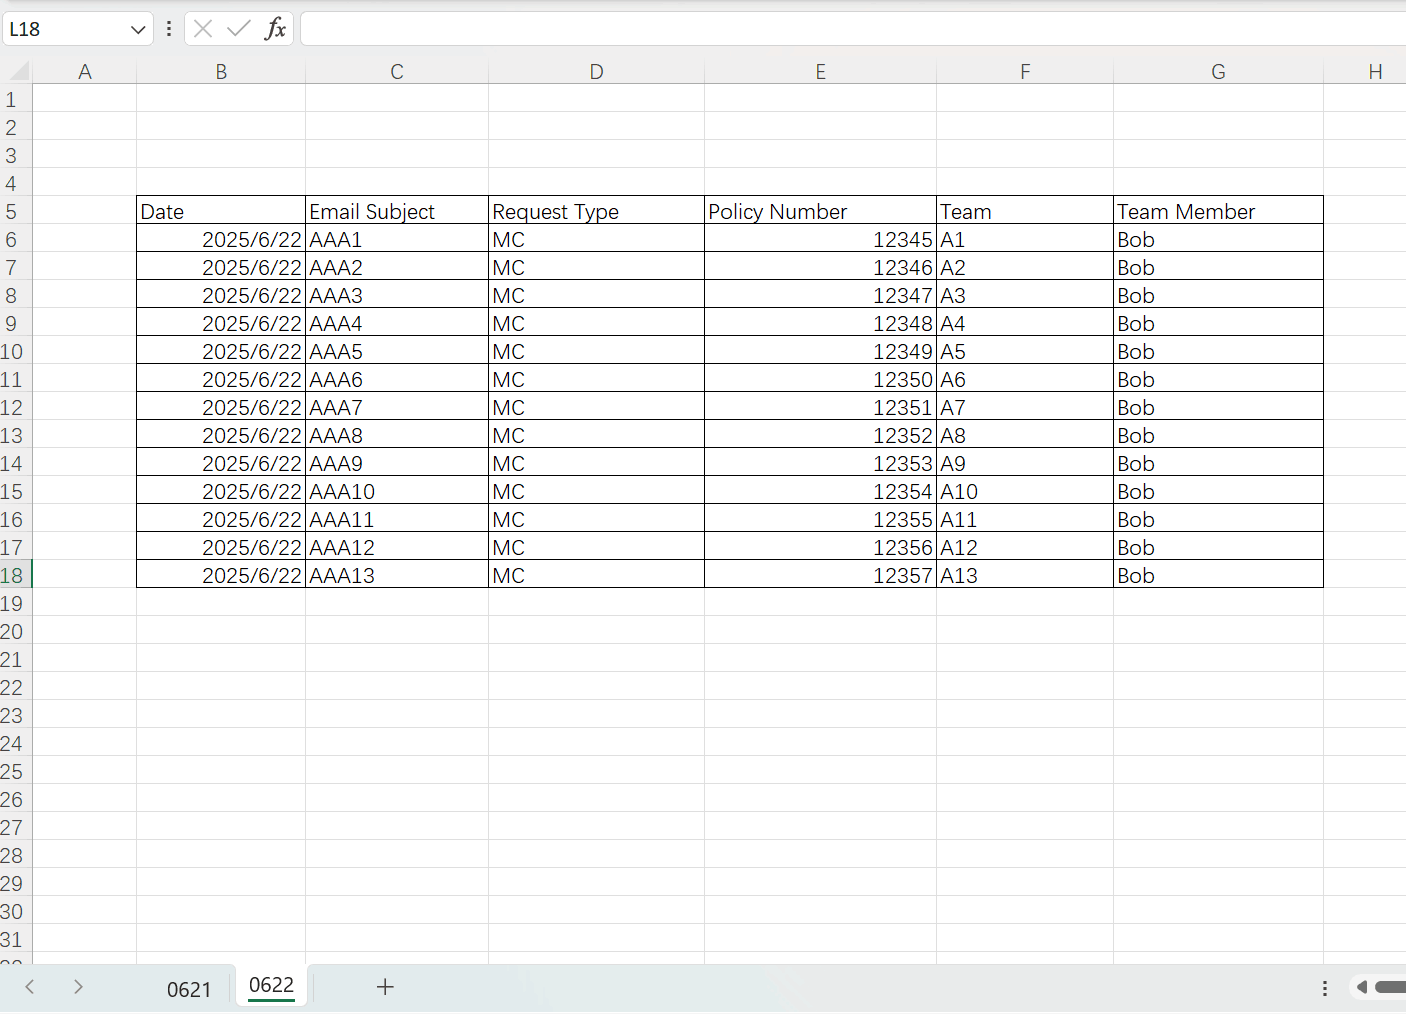 L18 fx
A B C D E F G H
1
2
3
4
5 Date Email Subject Request Type Policy Number Team Team Member
6 2025/6/22 AAA1 MC 12345 A1 Bob
7 2025/6/22 AAA2 MC 12346 A2 Bob
8 2025/6/22 AAA3 MC 12347 A3 Bob
9 2025/6/22 AAA4 MC 12348 A4 Bob
10 2025/6/22 AAA5 MC 12349 A5 Bob
11 2025/6/22 AAA6 MC 12350 A6 Bob
12 2025/6/22 AAA7 MC 12351 A7 Bob
13 2025/6/22 AAA8 MC 12352 A8 Bob
14 2025/6/22 AAA9 MC 12353 A9 Bob
15 2025/6/22 AAA10 MC 12354 A10 Bob
16 2025/6/22 AAA11 MC 12355 A11 Bob
17 2025/6/22 AAA12 MC 12356 A12 Bob
18 2025/6/22 AAA13 MC 12357 A13 Bob
19
20
21
22
23
24
25
26
27
28
29
30
31
0621 0622 +